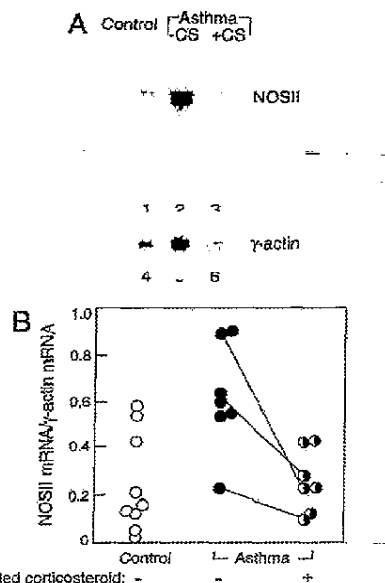 A
Control
Asthma
-CS +CS
NOSII
1 2 3
γ-actin
4 6
B
NOSII mRNA/γ-actin mRNA
1.0
0.8
0.6
0.4
0.2
0
Control Asthma
ted corticosteroid: - - +